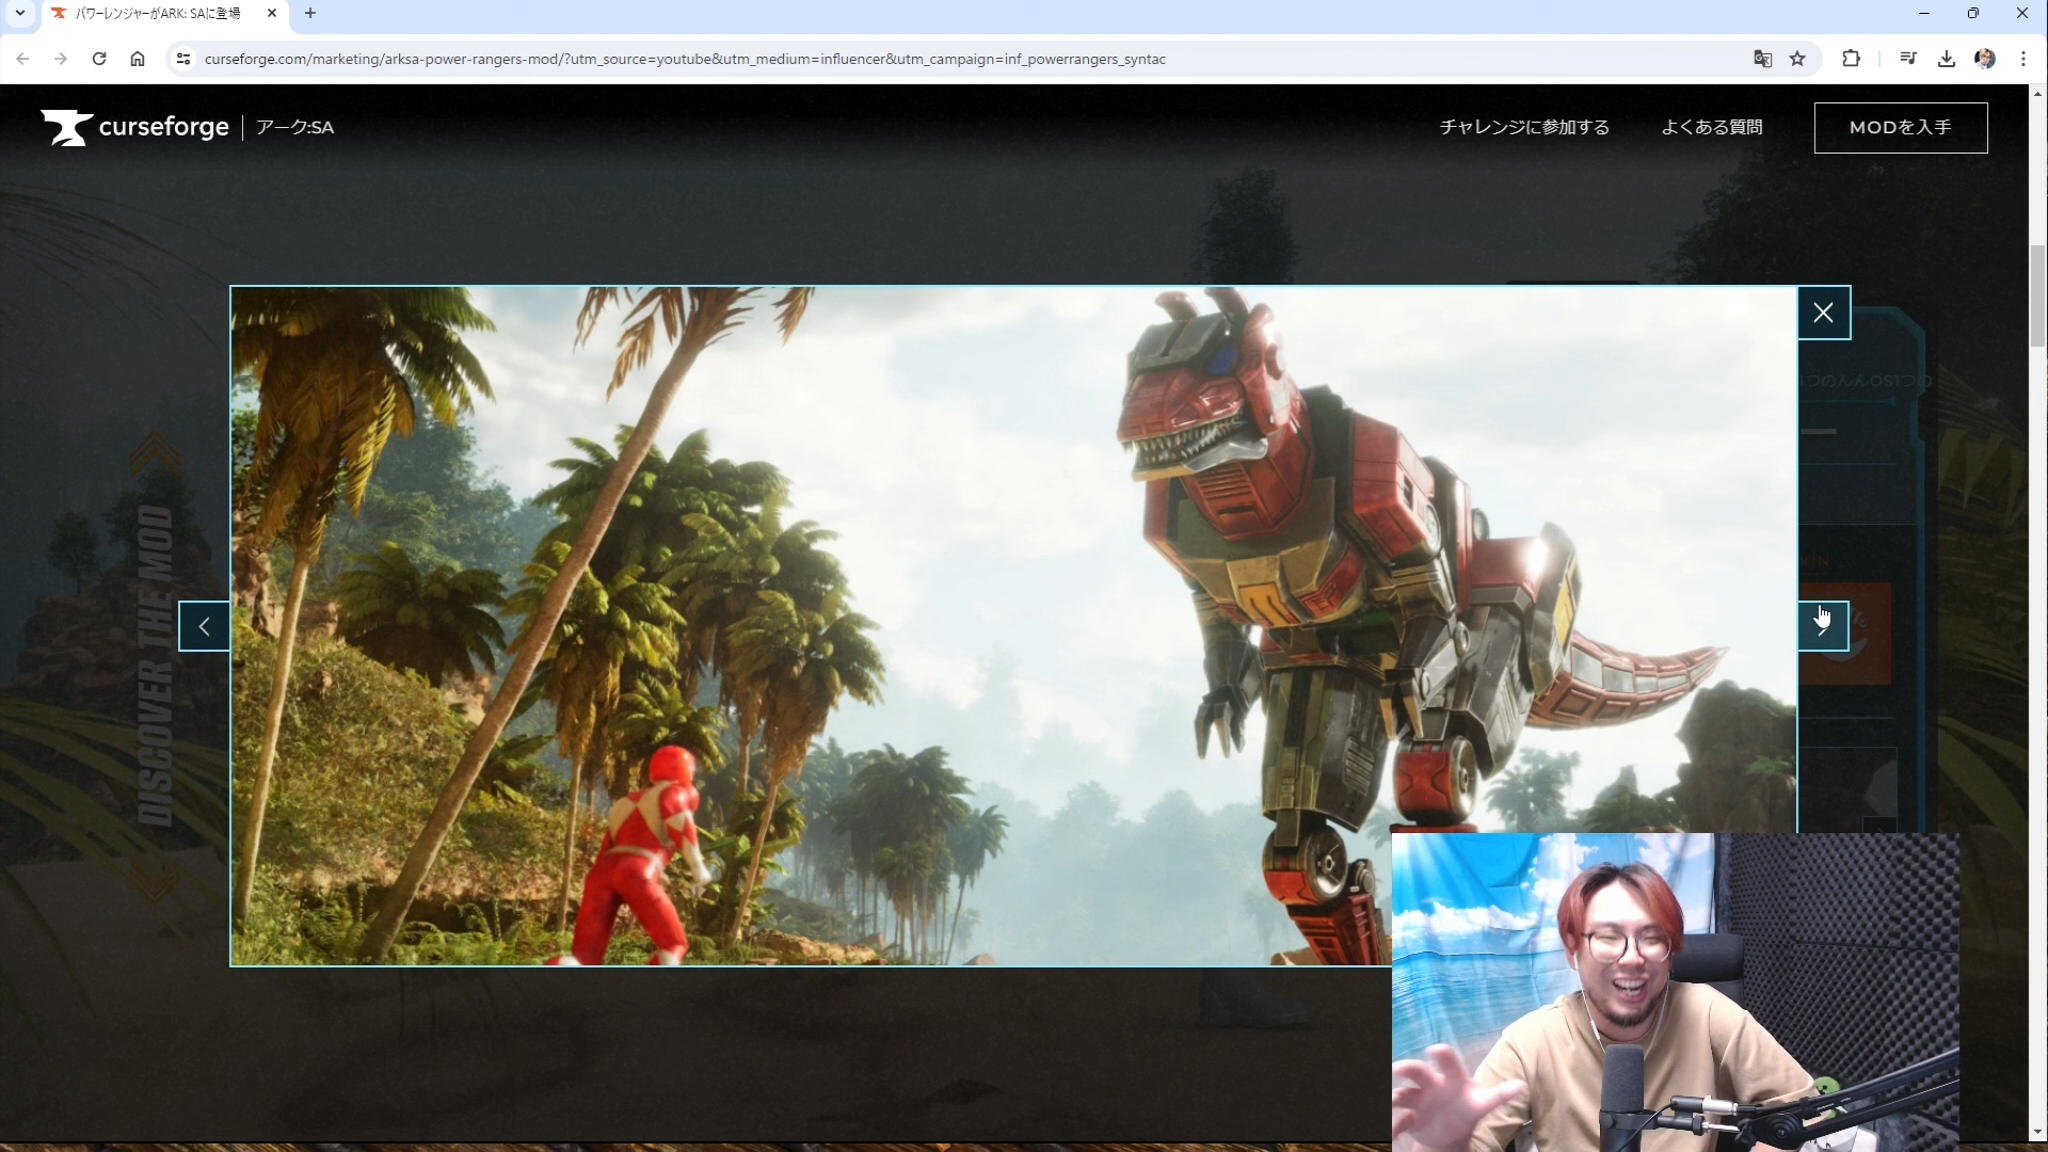 パワーレンジャーがARK: SAに登場
curseforge.com/marketing/arksa-power-rangers-mod/?utm_source=youtube&utm_medium=influencer&utm_campaign=inf_powerrangers_syntac
curseforge | アーク:SA
チャレンジに参加する
よくある質問
MODを入手
DISCOVER THE MOD